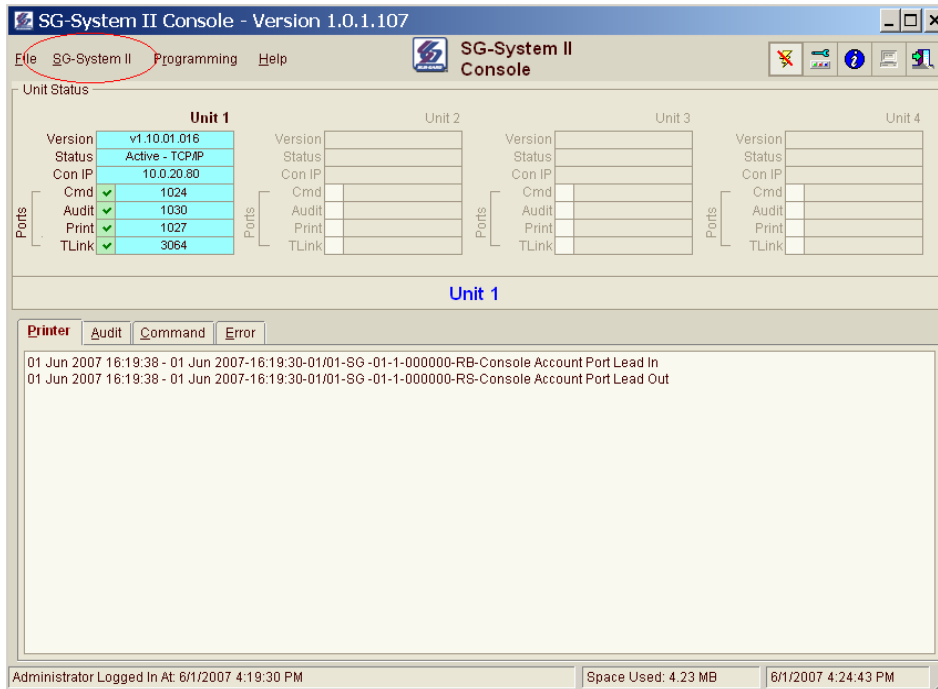 SG-System II Console - Version 1.0.1.107
File SG-System II Programming Help
SG-System II
Console
Unit Status
Unit 1
Version v1.10.01.016
Status Active - TCP/IP
Con IP 10.0.20.80
Ports
Cmd 1024
Audit 1030
Print 1027
TLink 3064
Unit 2
Version
Status
Con IP
Ports
Cmd
Audit
Print
TLink
Unit 3
Version
Status
Con IP
Ports
Cmd
Audit
Print
TLink
Unit 4
Version
Status
Con IP
Ports
Cmd
Audit
Print
TLink
Unit 1
Printer Audit Command Error
01 Jun 2007 16:19:38 - 01 Jun 2007-16:19:30-01/01-SG -01-1-000000-RB-Console Account Port Lead In
01 Jun 2007 16:19:38 - 01 Jun 2007-16:19:30-01/01-SG -01-1-000000-RS-Console Account Port Lead Out
Administrator Logged In At: 6/1/2007 4:19:30 PM Space Used: 4.23 MB 6/1/2007 4:24:43 PM